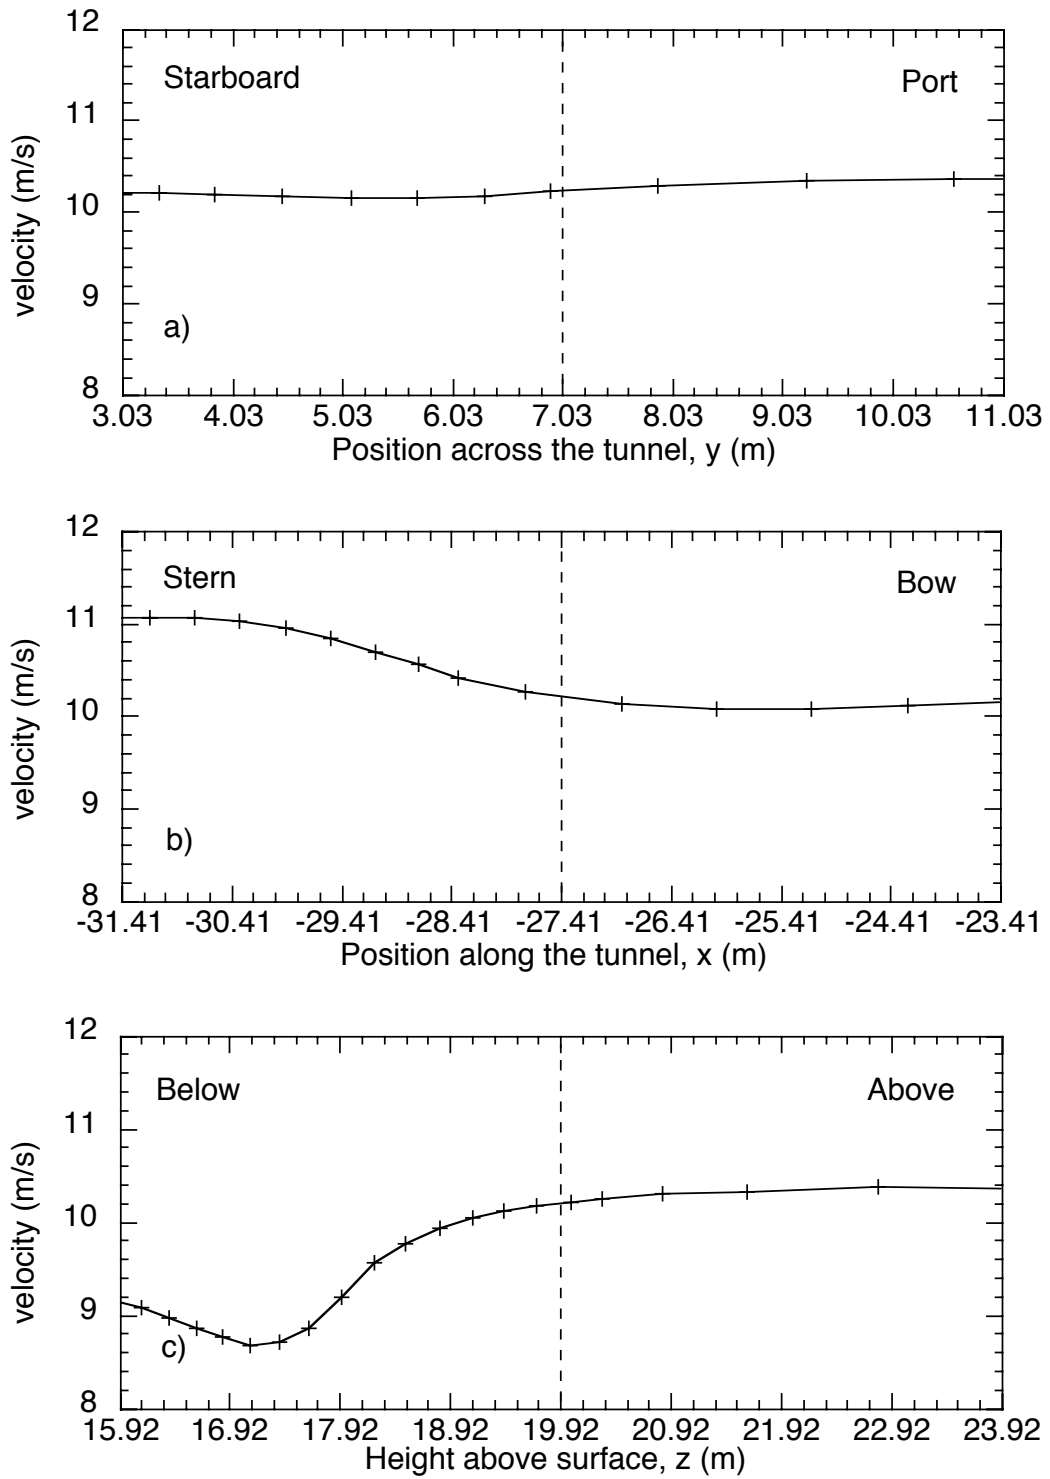 12
Starboard Port
11
10
9
a)
8
3.03 4.03 5.03 6.03 7.03 8.03 9.03 10.03 11.03
Position across the tunnel, y (m)
velocity (m/s)
12
Stern Bow
11
10
9
b)
8
-31.41 -30.41 -29.41 -28.41 -27.41 -26.41 -25.41 -24.41 -23.41
Position along the tunnel, x (m)
velocity (m/s)
12
Below Above
11
10
9
c)
8
15.92 16.92 17.92 18.92 19.92 20.92 21.92 22.92 23.92
Height above surface, z (m)
velocity (m/s)